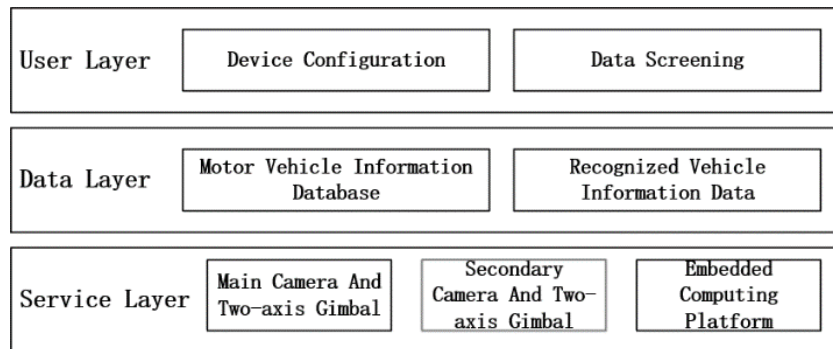 User Layer
Device Configuration
Data Screening
Data Layer
Motor Vehicle Information
Database
Recognized Vehicle
Information Data
Service Layer
Main Camera And
Two-axis Gimbal
Secondary
Camera And Two-
axis Gimbal
Embedded
Computing
Platform